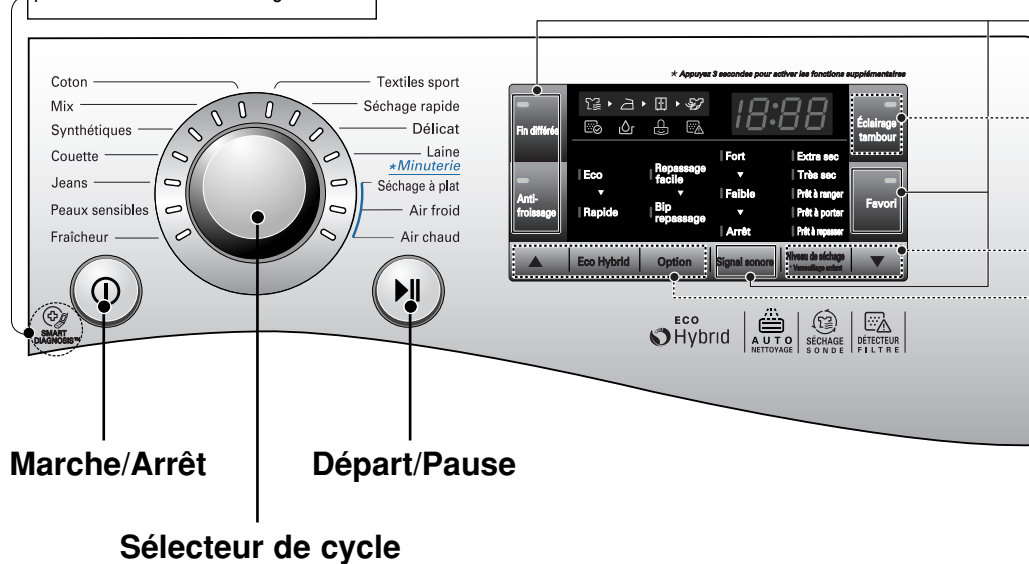 Coton
Mix
Synthétiques
Couette
Jeans
Peaux sensibles
Fraîcheur
Textiles sport
Séchage rapide
Délicat
Laine
*Minuterie
Séchage à plat
Air froid
Air chaud
SMART
DIAGNOSIS™
* Appuyez 3 secondes pour activer les fonctions supplémentaires
Fin différée
Anti-
froissage
18:88
Eco
Rapide
Repassage
facile
Bip
repassage
Fort
Faible
Arrêt
Extra sec
Très sec
Prêt à ranger
Prêt à porter
Prêt à repasser
Éclairage
tambour
Favori
Eco Hybrid
Option
Signal sonore
Niveau de séchage
Verrouillage enfant
ECO
Hybrid
AUTO
NETTOYAGE
SÉCHAGE
SONDE
DÉTECTEUR
FILTRE
Marche/Arrêt
Départ/Pause
Sélecteur de cycle